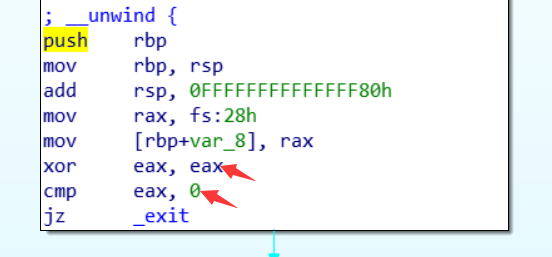 ; __unwind {
push rbp
mov rbp, rsp
add rsp, 0FFFFFFFFFFFFFF80h
mov rax, fs:28h
mov [rbp+var_8], rax
xor eax, eax
cmp eax, 0
jz _exit